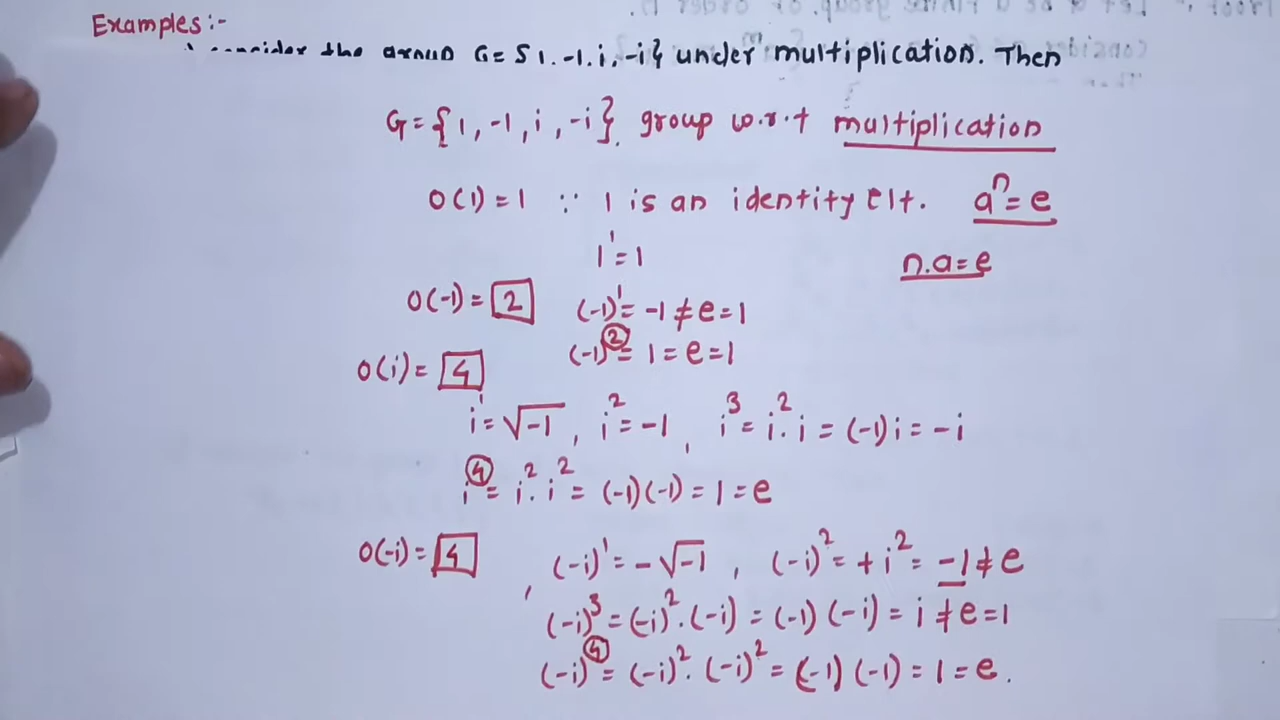 Examples:-
consider the group G={1,-1,i,-i} under multiplication. Then
G={1,-1,i,-i} group w.r.t multiplication
O(1)=1 ∵ 1 is an identity elt. aⁿ=e
1¹=1 n.a=e
O(-1)=2 (-1)¹=-1≠e=1
(-1)²=1=e=1
O(i)=4
i¹=√-1, i²=-1, i³=i².i=(-1)i=-i
i⁴=i².i²=(-1)(-1)=1=e
O(-i)=4, (-i)¹=-√-1, (-i)²=+i²=-1≠e
(-i)³=(-i)².(-i)=(-1)(-i)=i≠e=1
(-i)⁴=(-i)².(-i)²=(-1)(-1)=1=e.